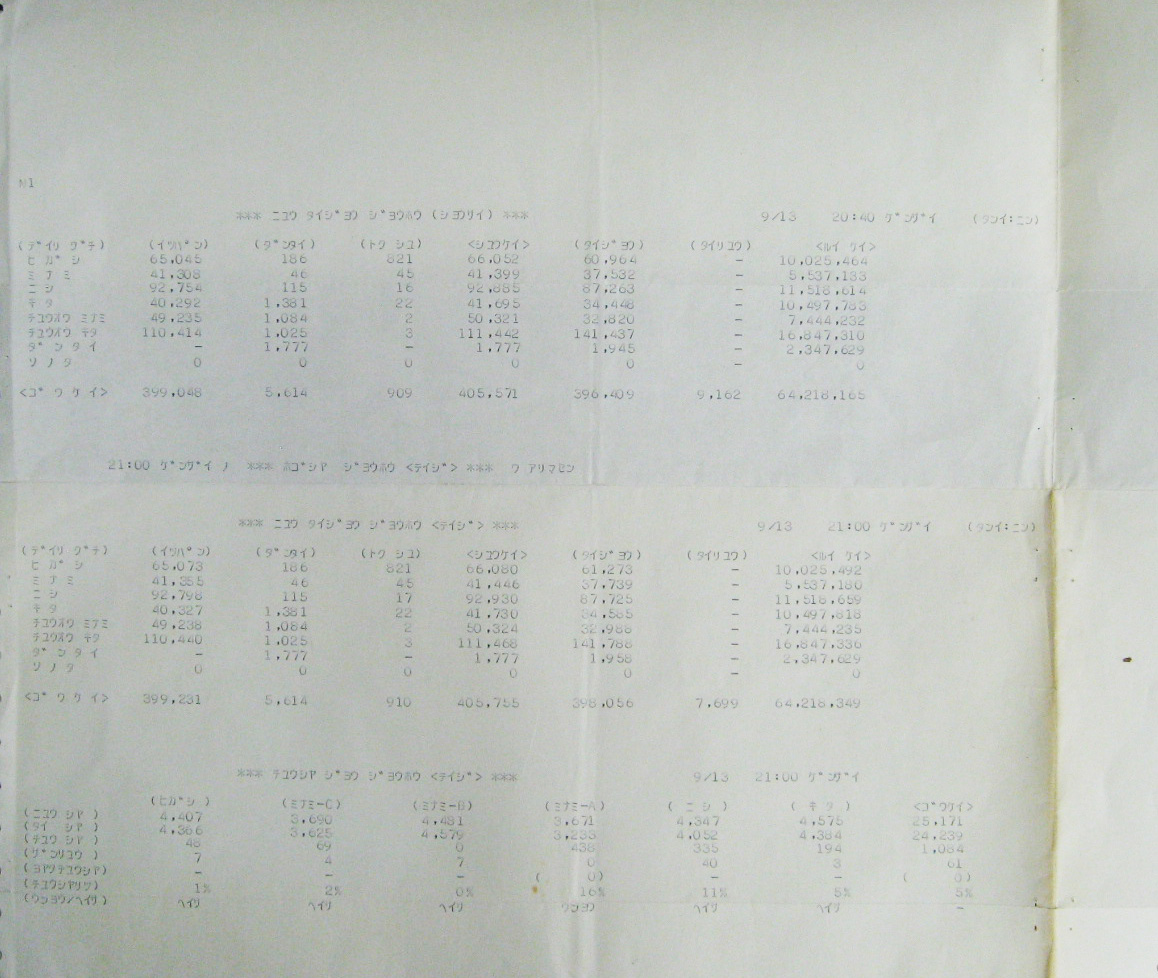 №1
*** ニユウ タイジﾞヨウ ジﾞヨウホウ (シヨウサイ) *** 9/13 20:40 ゲﾞンザﾞイ (タンイ:ニン)
(デﾞイリ グﾞチ) (イツパﾟン) (ダﾞンタイ) (トク シユ) <シヨウケイ> (タイジﾞヨウ) (タイリユウ) <ルイ ケイ>
ヒ ガﾞ シ 65,045 186 821 66,052 60,964 - 10,025,464
ミ ナ ミ 41,308 46 45 41,399 37,532 - 5,537,133
ニ シ 92,754 115 16 92,885 87,263 - 11,518,614
キ タ 40,292 1,381 22 41,695 34,448 - 10,497,783
チユウオウ ミナミ 49,235 1,084 2 50,321 32,820 - 7,444,232
チユウオウ キタ 110,414 1,025 3 111,442 141,437 - 16,847,310
ダﾞ ン タ イ - 1,777 - 1,777 1,945 - 2,347,629
ソ ノ タ 0 0 0 0 0 - 0
<ゴﾞ ウ ケ イ> 399,048 5,614 909 405,571 396,409 9,162 64,218,165
21:00 ゲﾞンザﾞイ ノ *** ホゴﾞシヤ ジﾞヨウホウ <テイジﾞ> *** ワ アリマセン
*** ニユウ タイジﾞヨウ ジﾞヨウホウ <テイジﾞ> *** 9/13 21:00 ゲﾞンザﾞイ (タンイ:ニン)
(デﾞイリ グﾞチ) (イツパﾟン) (ダﾞンタイ) (トク シユ) <シヨウケイ> (タイジﾞヨウ) (タイリユウ) <ルイ ケイ>
ヒ ガﾞ シ 65,073 186 821 66,080 61,273 - 10,025,492
ミ ナ ミ 41,355 46 45 41,446 37,739 - 5,537,180
ニ シ 92,798 115 17 92,930 87,725 - 11,518,659
キ タ 40,327 1,381 22 41,730 34,585 - 10,497,818
チユウオウ ミナミ 49,238 1,084 2 50,324 32,988 - 7,444,235
チユウオウ キタ 110,440 1,025 3 111,468 141,788 - 16,847,336
ダﾞ ン タ イ - 1,777 - 1,777 1,958 - 2,347,629
ソ ノ タ 0 0 0 0 0 - 0
<ゴﾞ ウ ケ イ> 399,231 5,614 910 405,755 398,056 7,699 64,218,349
*** チユウシヤ ジﾞヨウ ジﾞヨウホウ <テイジﾞ> *** 9/13 21:00 ゲﾞンザﾞイ
(ヒガﾞシ ) (ミナミ-C) (ミナミ-B) (ミナミ-A) ( ニ シ ) ( キ タ ) <ゴﾞウケイ>
(ニユウ シヤ ) 4,407 3,690 4,481 3,671 4,347 4,575 25,171
(タイ シヤ ) 4,366 3,625 4,579 3,233 4,052 4,384 24,239
(チユウ シヤ ) 48 69 0 438 335 194 1,084
(ザﾞンリユウ ) 7 4 7 0 40 3 61
(ヨヤクチユウシヤ) - - - ( 0) - - ( 0)
(チユウシヤリツ) 1% 2% 0% 16% 11% 5% 5%
(ウンヨウ/ヘイサ ) ヘイサ ヘイサ ヘイサ ウンヨウ ヘイサ ヘイサ -